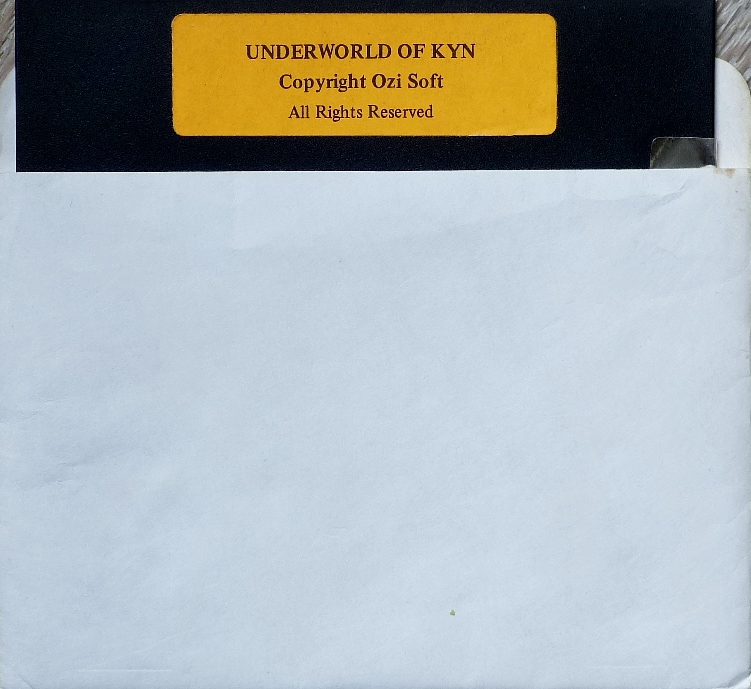 UNDERWORLD OF KYN
Copyright Ozi Soft
All Rights Reserved